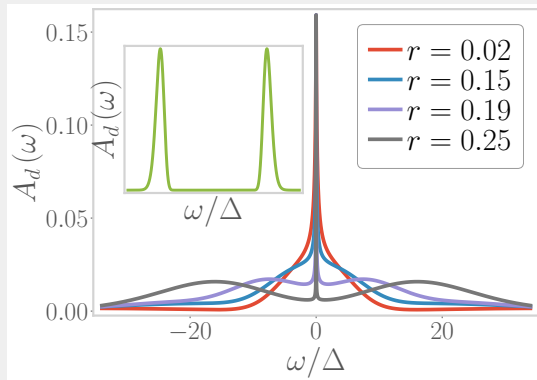 0.15
0.10
0.05
0.00
A_d(ω)
A_d(ω)
ω/Δ
r = 0.02
r = 0.15
r = 0.19
r = 0.25
−20
0
20
ω/Δ